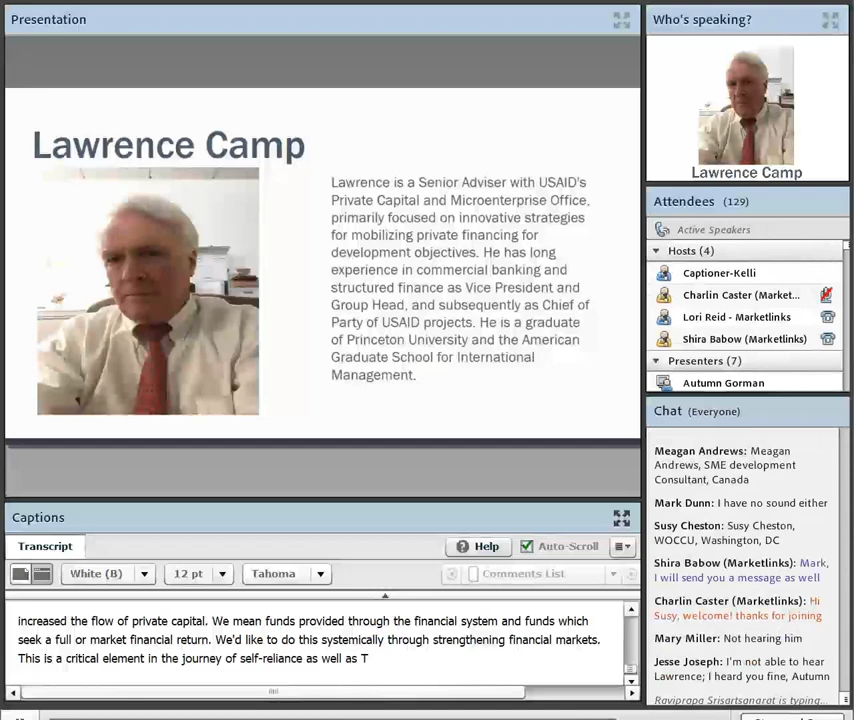 Presentation
Lawrence Camp
Lawrence is a Senior Adviser with USAID's
Private Capital and Microenterprise Office,
primarily focused on innovative strategies
for mobilizing private financing for
development objectives. He has long
experience in commercial banking and
structured finance as Vice President and
Group Head, and subsequently as Chief of
Party of USAID projects. He is a graduate
of Princeton University and the American
Graduate School for International
Management.
Captions
Transcript
Help
Auto-Scroll
White (B)
12 pt
Tahoma
Comments List
increased the flow of private capital. We mean funds provided through the financial system and funds which
seek a full or market financial return. We'd like to do this systemically through strengthening financial markets.
This is a critical element in the journey of self-reliance as well as T
Who's speaking?
Lawrence Camp
Attendees (129)
Active Speakers
Hosts (4)
Captioner-Kelli
Charlin Caster (Market...
Lori Reid - Marketlinks
Shira Babow (Marketlinks)
Presenters (7)
Autumn Gorman
Chat (Everyone)
Meagan Andrews: Meagan
Andrews, SME development
Consultant, Canada
Mark Dunn: I have no sound either
Susy Cheston: Susy Cheston,
WOCCU, Washington, DC
Shira Babow (Marketlinks): Mark,
I will send you a message as well
Charlin Caster (Marketlinks): Hi
Susy, welcome! thanks for joining
Mary Miller: Not hearing him
Jesse Joseph: I'm not able to hear
Lawrence; I heard you fine, Autumn
Raviprapa Srisartsanarat is typing...